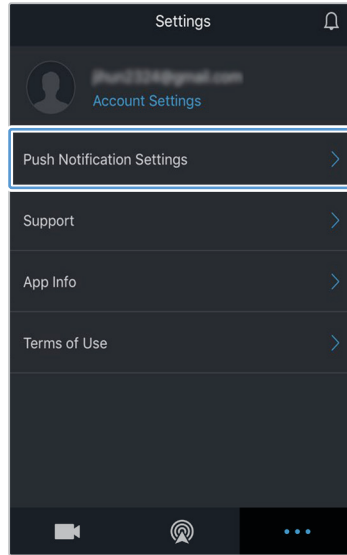 Settings
Account Settings
Push Notification Settings
Support
App Info
Terms of Use